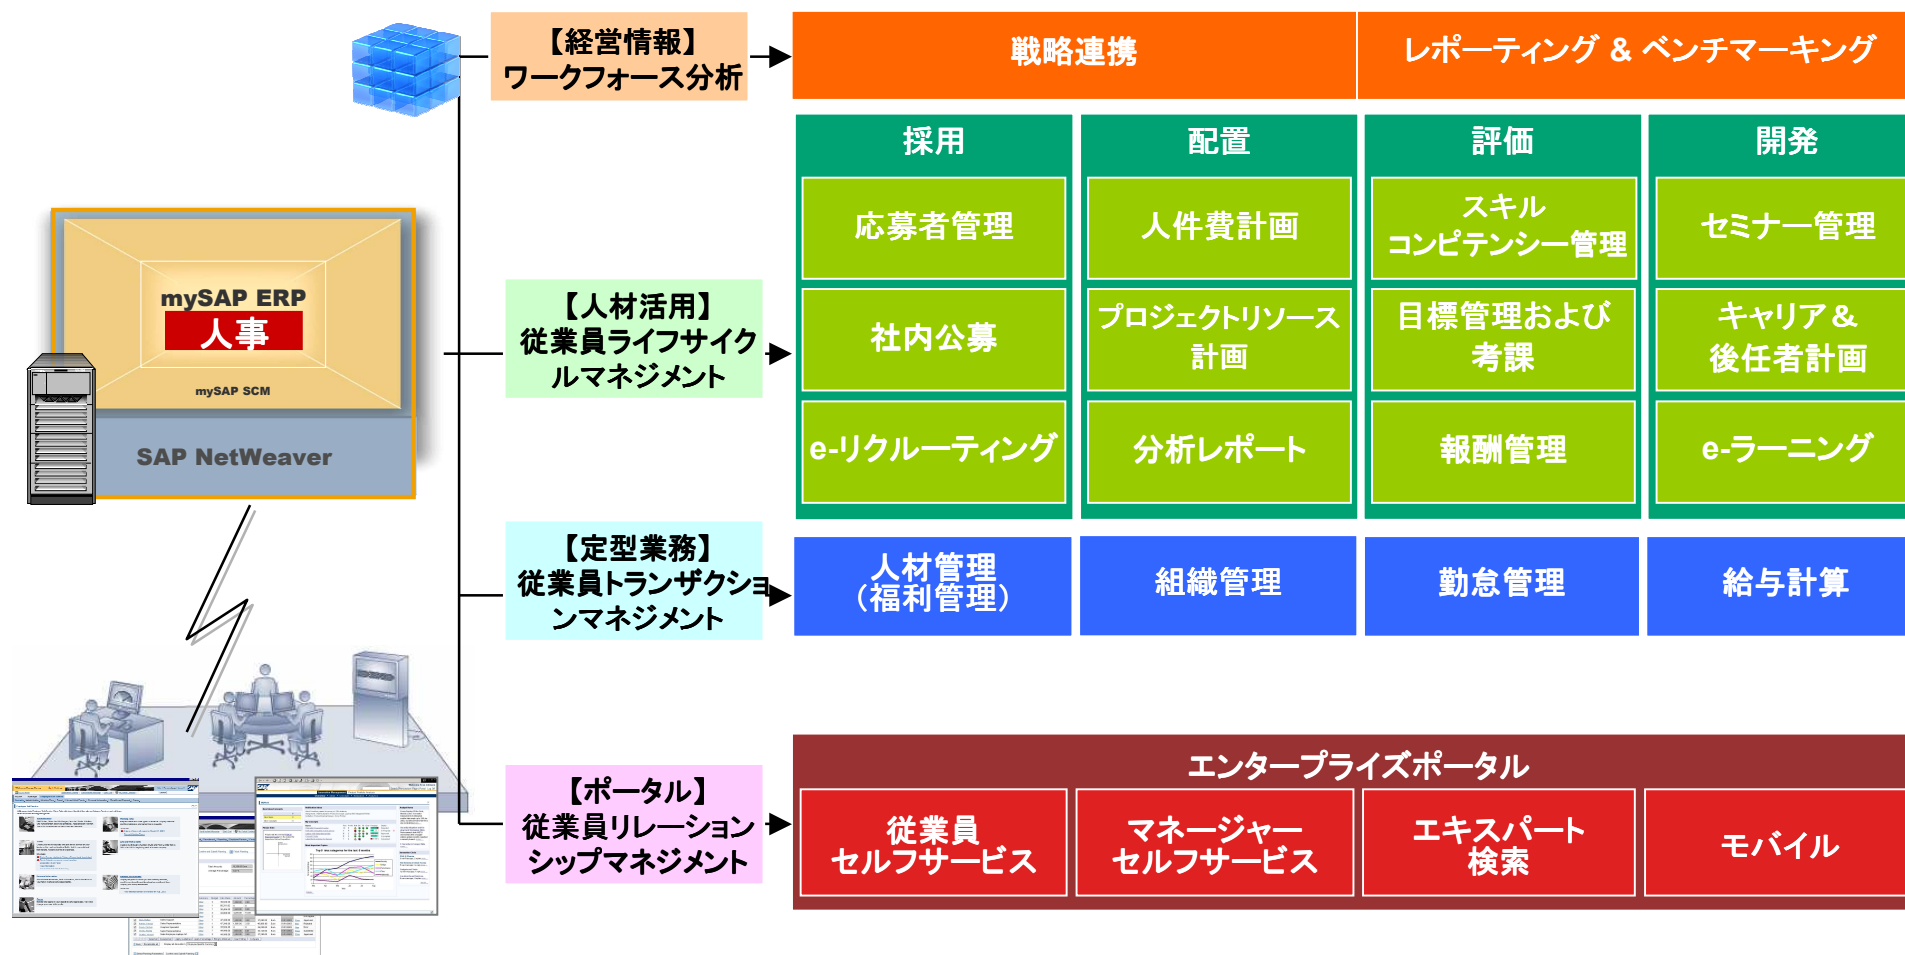 【経営情報】
ワークフォース分析
戦略連携
レポーティング & ベンチマーキング
採用
配置
評価
開発
応募者管理
人件費計画
スキル
コンピテンシー管理
セミナー管理
mySAP ERP
人事
mySAP SCM
SAP NetWeaver
【人材活用】
従業員ライフサイク
ルマネジメント
社内公募
プロジェクトリソース
計画
目標管理および
考課
キャリア &
後任者計画
e-リクルーティング
分析レポート
報酬管理
e-ラーニング
【定型業務】
従業員トランザクショ
ンマネジメント
人材管理
（福利管理）
組織管理
勤怠管理
給与計算
【ポータル】
従業員リレーション
シップマネジメント
エンタープライズポータル
従業員
セルフサービス
マネージャー
セルフサービス
エキスパート
検索
モバイル